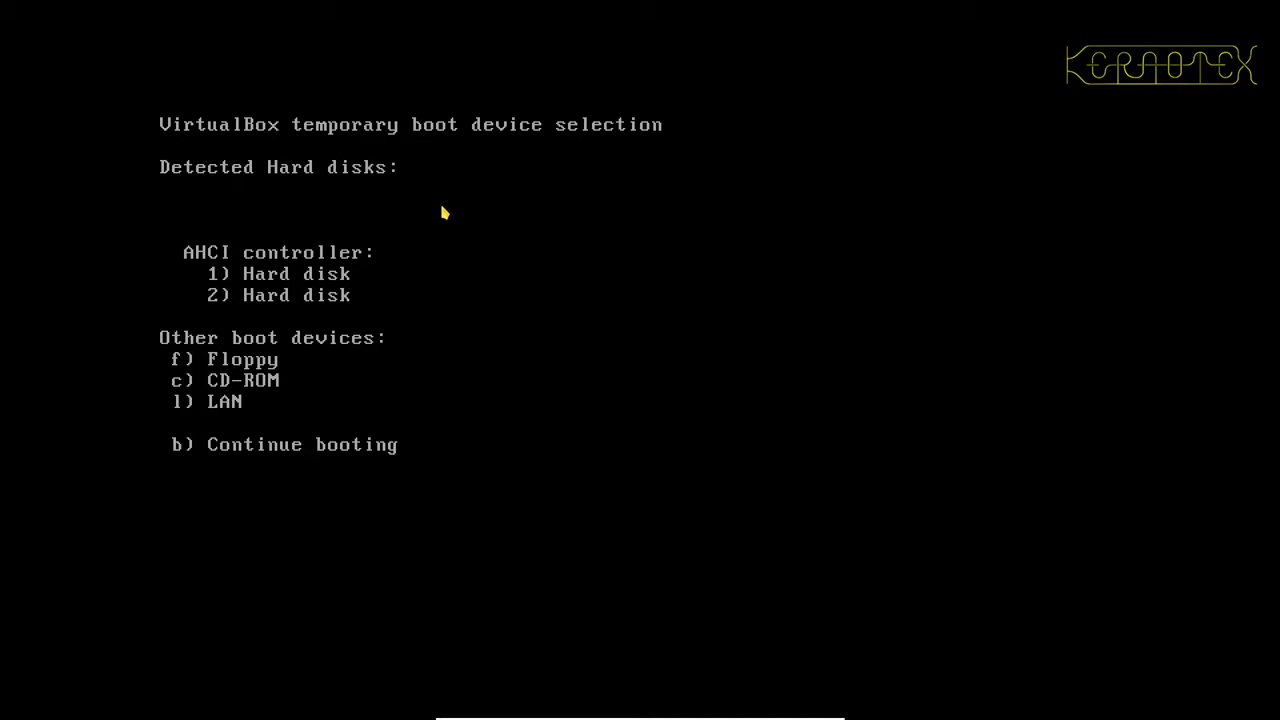 KERNOTEX
VirtualBox temporary boot device selection
Detected Hard disks:
AHCI controller:
1) Hard disk
2) Hard disk
Other boot devices:
f) Floppy
c) CD-ROM
l) LAN
b) Continue booting